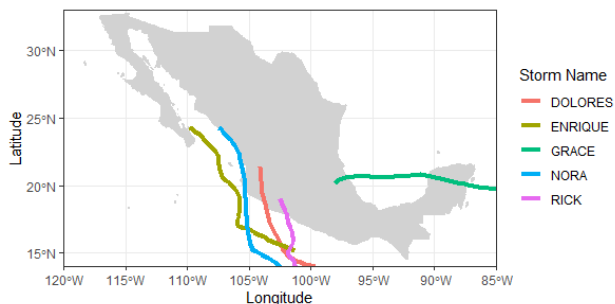 30°N
25°N
20°N
15°N
120°W 115°W 110°W 105°W 100°W 95°W 90°W 85°W
Longitude
Latitude
Storm Name
DOLORES
ENRIQUE
GRACE
NORA
RICK